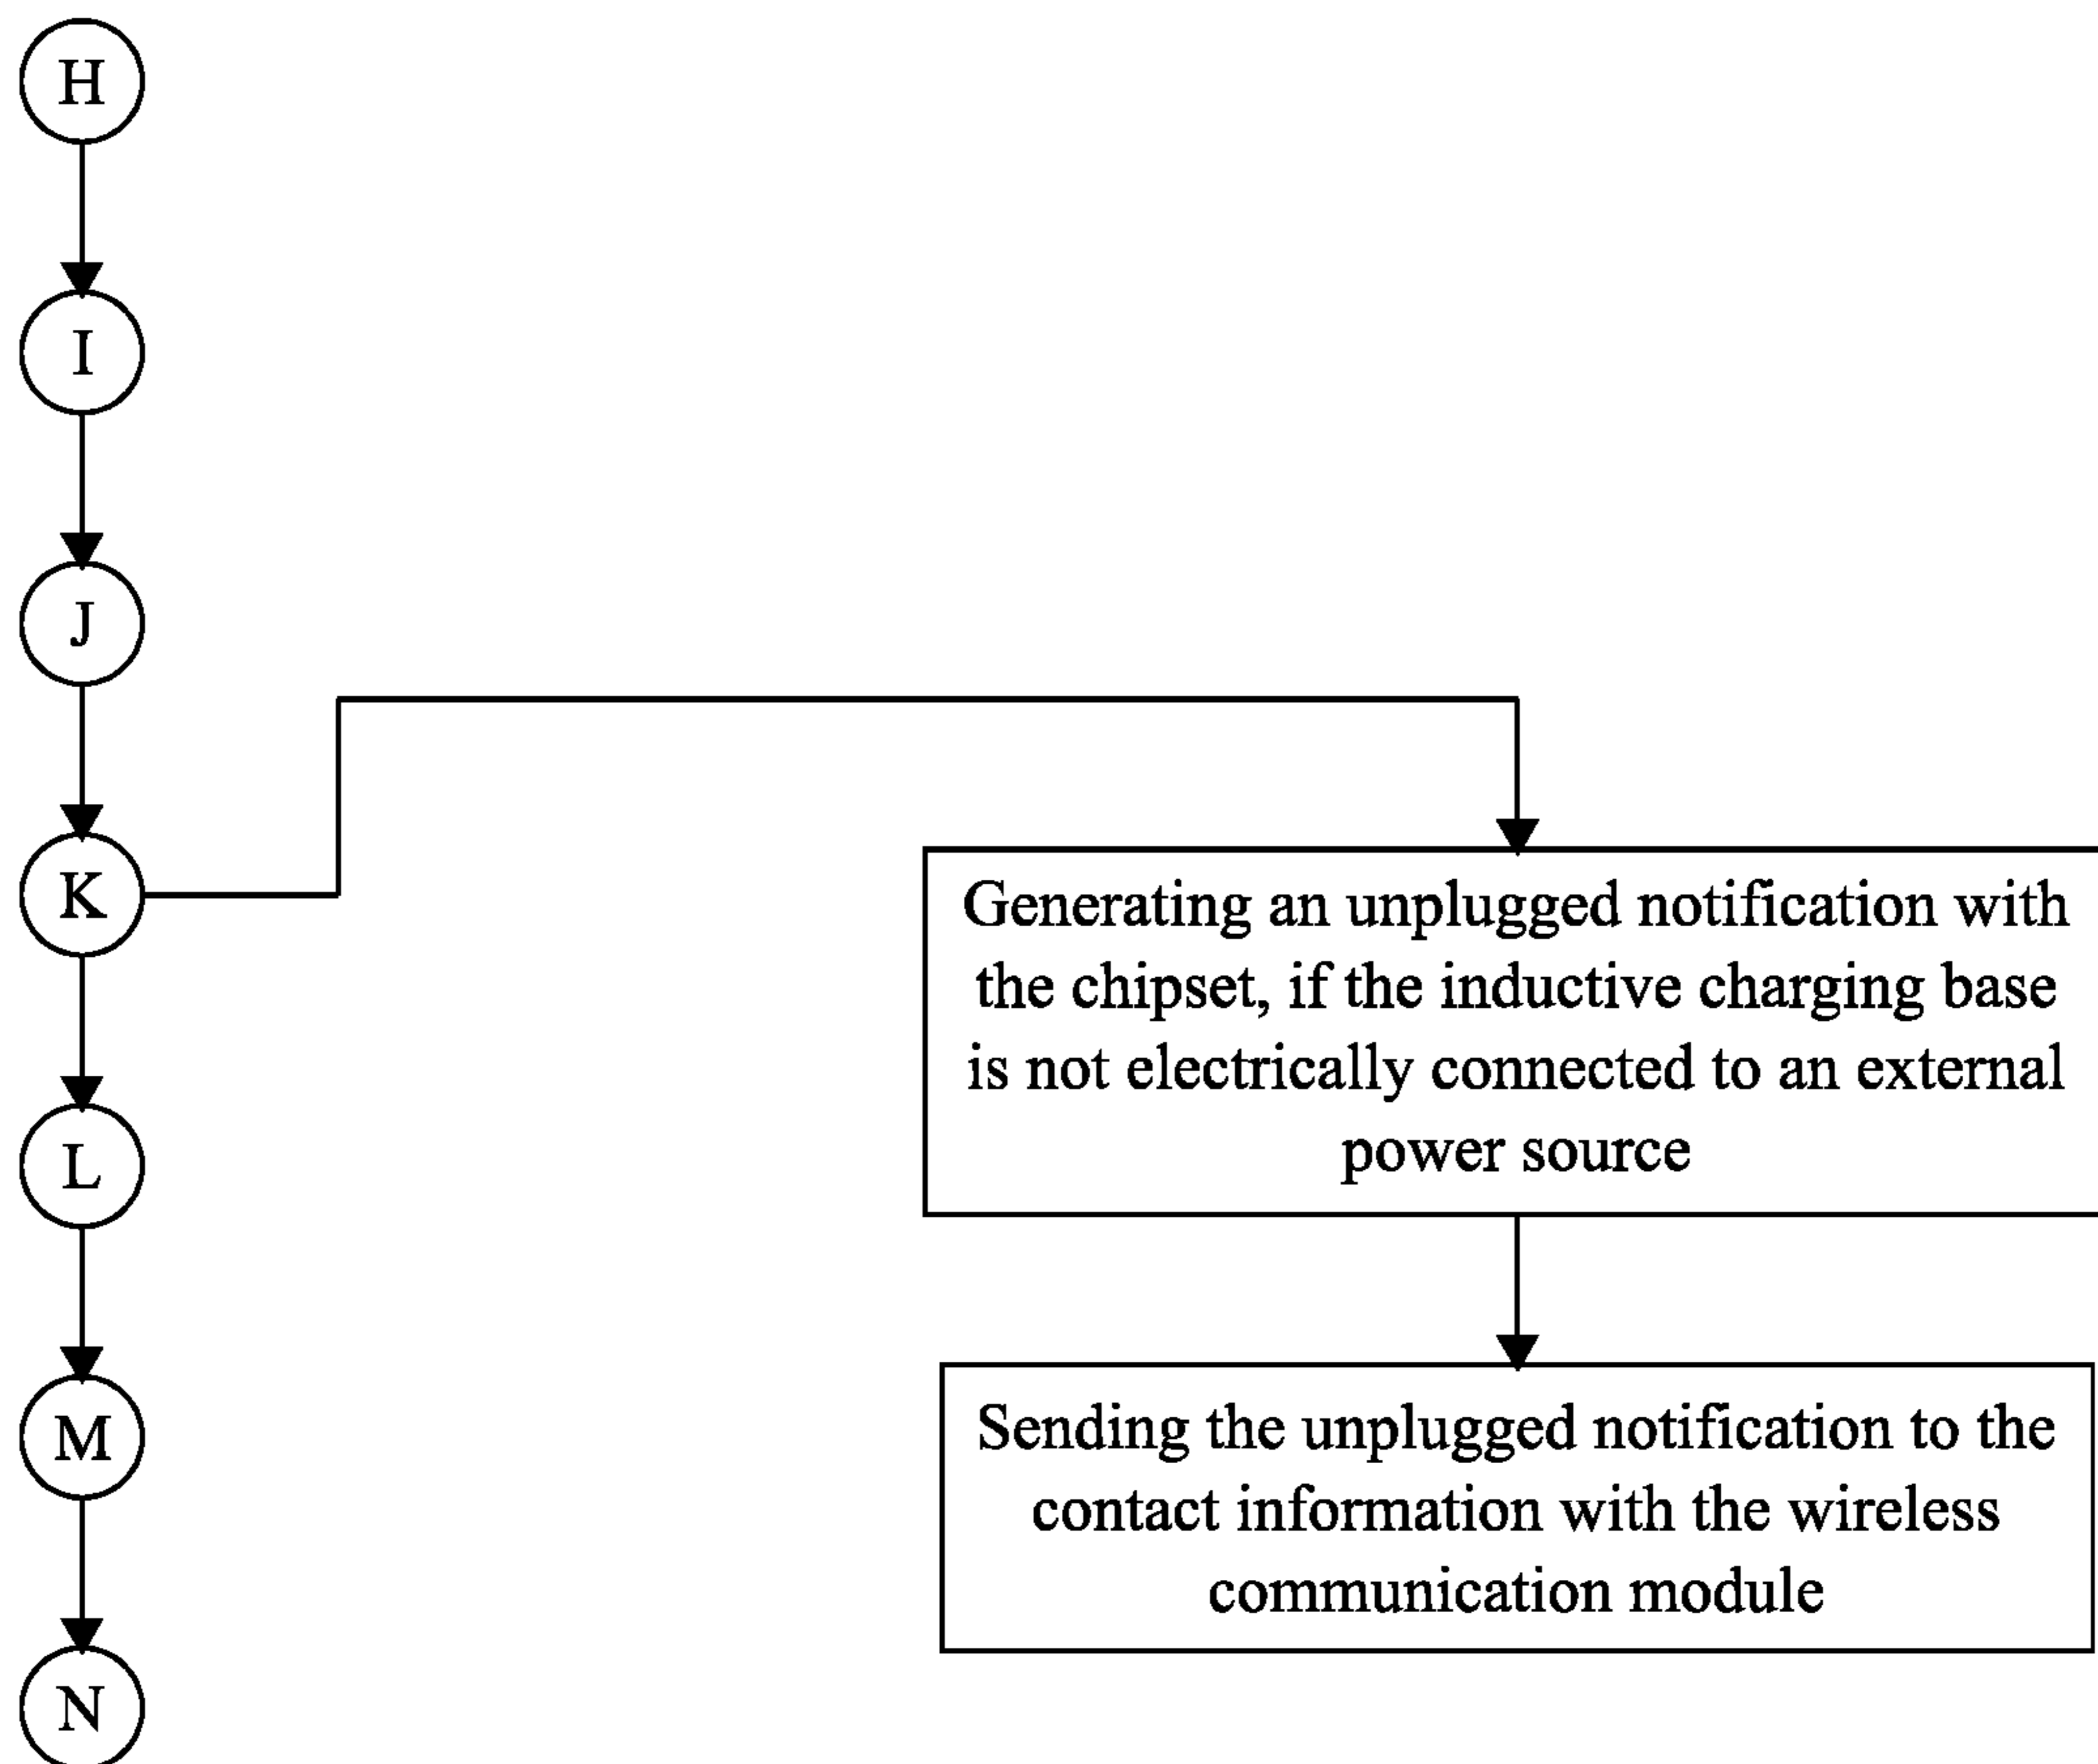 H
I
J
K
Generating an unplugged notification with
the chipset, if the inductive charging base
is not electrically connected to an external
power source
L
Sending the unplugged notification to the
contact information with the wireless
communication module
M
N